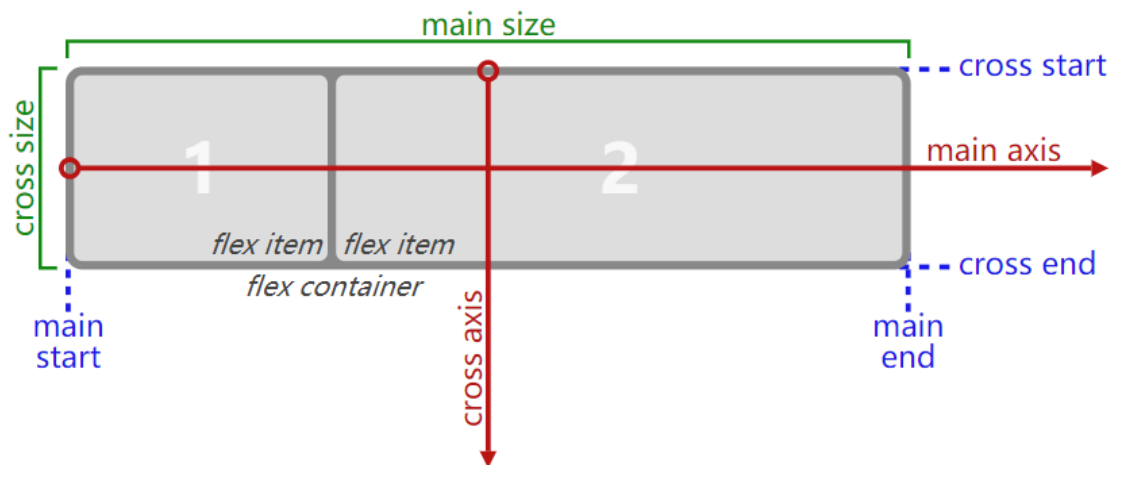 main size
cross start
cross size
1
2
main axis
flex item
flex item
cross end
flex container
cross axis
main
start
main
end